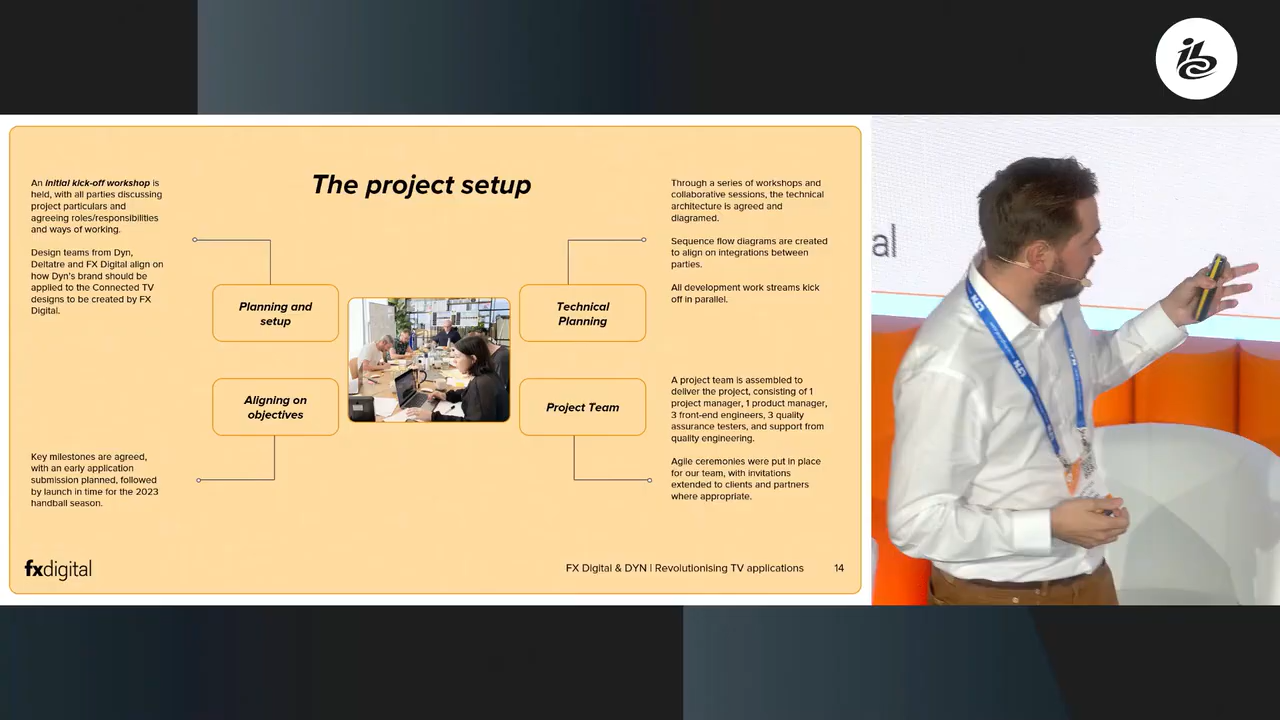 ibc
The project setup
An initial kick-off workshop is
held, with all parties discussing
project particulars and
agreeing roles/responsibilities
and ways of working.
Design teams from Dyn,
Deltatre and FX Digital align on
how Dyn's brand should be
applied to the Connected TV
designs to be created by FX
Digital.
Planning and
setup
Aligning on
objectives
Key milestones are agreed,
with an early application
submission planned, followed
by launch in time for the 2023
handball season.
Through a series of workshops and
collaborative sessions, the technical
architecture is agreed and
diagramed.
Sequence flow diagrams are created
to align on integrations between
parties.
All development work streams kick
off in parallel.
Technical
Planning
Project Team
A project team is assembled to
deliver the project, consisting of 1
project manager, 1 product manager,
3 front-end engineers, 3 quality
assurance testers, and support from
quality engineering.
Agile ceremonies were put in place
for our team, with invitations
extended to clients and partners
where appropriate.
fxdigital
FX Digital & DYN | Revolutionising TV applications
14
al